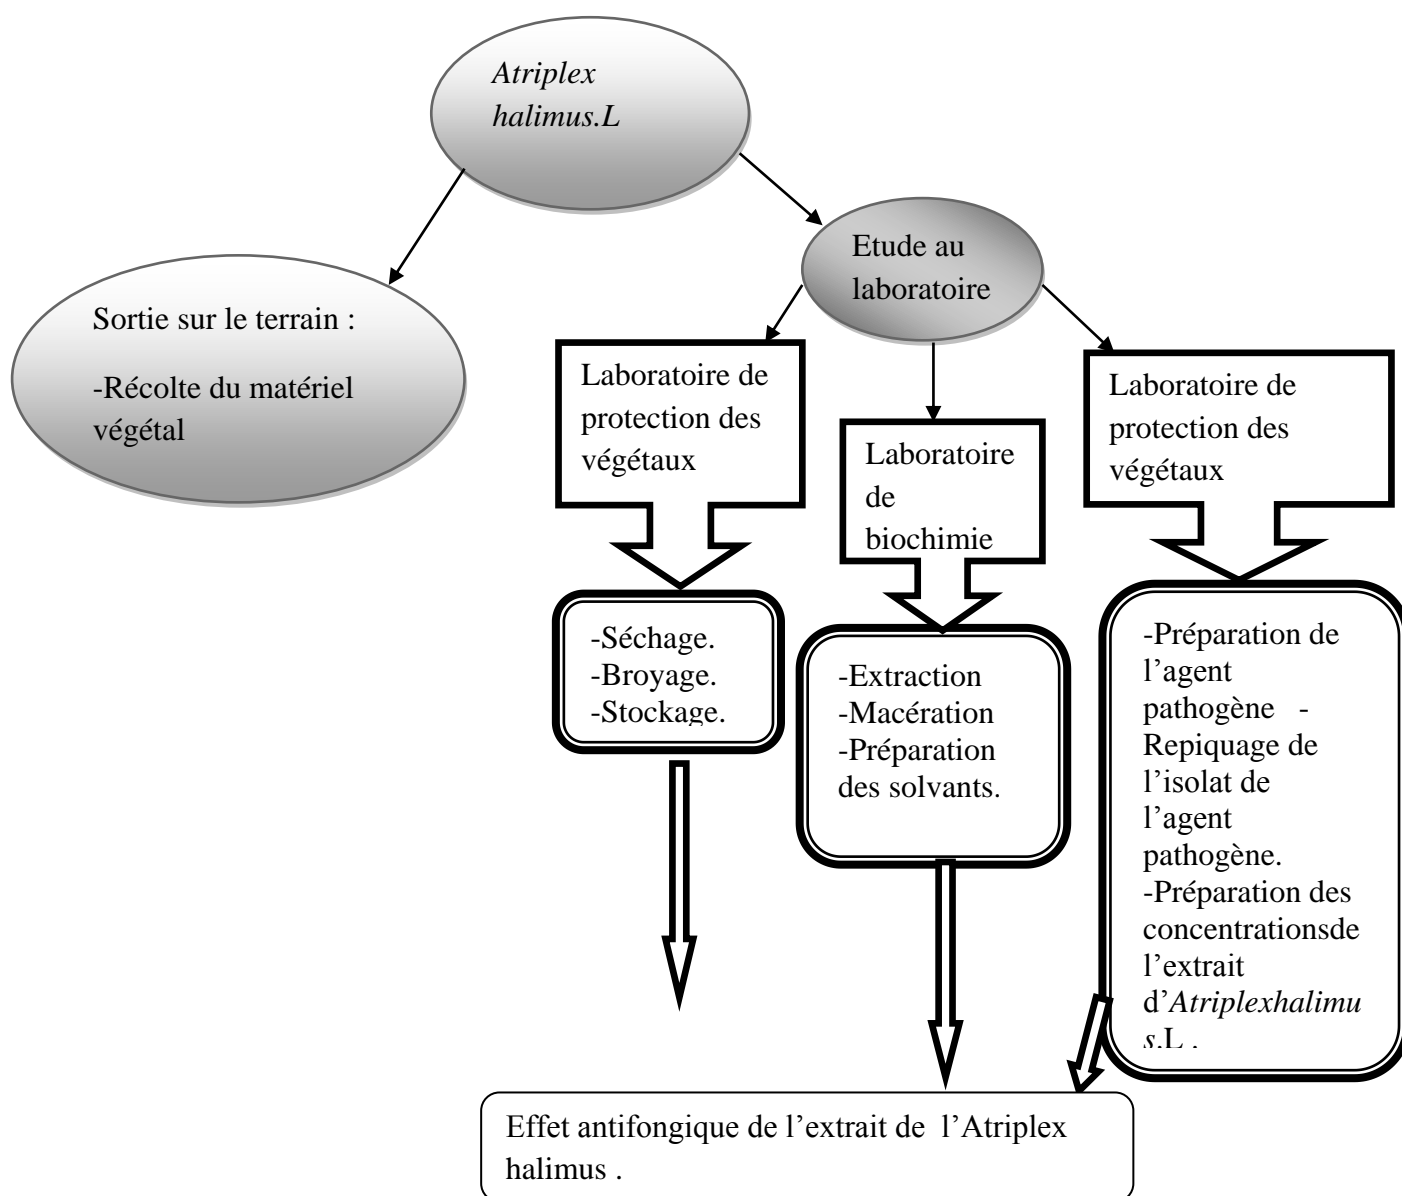 Atriplex
halimus.L
Etude au
laboratoire
Sortie sur le terrain :
-Récolte du matériel
végétal
Laboratoire de
protection des
végétaux
Laboratoire
de
biochimie
Laboratoire de
protection des
végétaux
-Séchage.
-Broyage.
-Stockage.
-Extraction
-Macération
-Préparation
des solvants.
-Préparation de
l’agent
pathogène -
Repiquage de
l’isolat de
l’agent
pathogène.
-Préparation des
concentrationsde
l’extrait
d’Atriplexhalimu
s.L .
Effet antifongique de l’extrait de l’Atriplex
halimus .